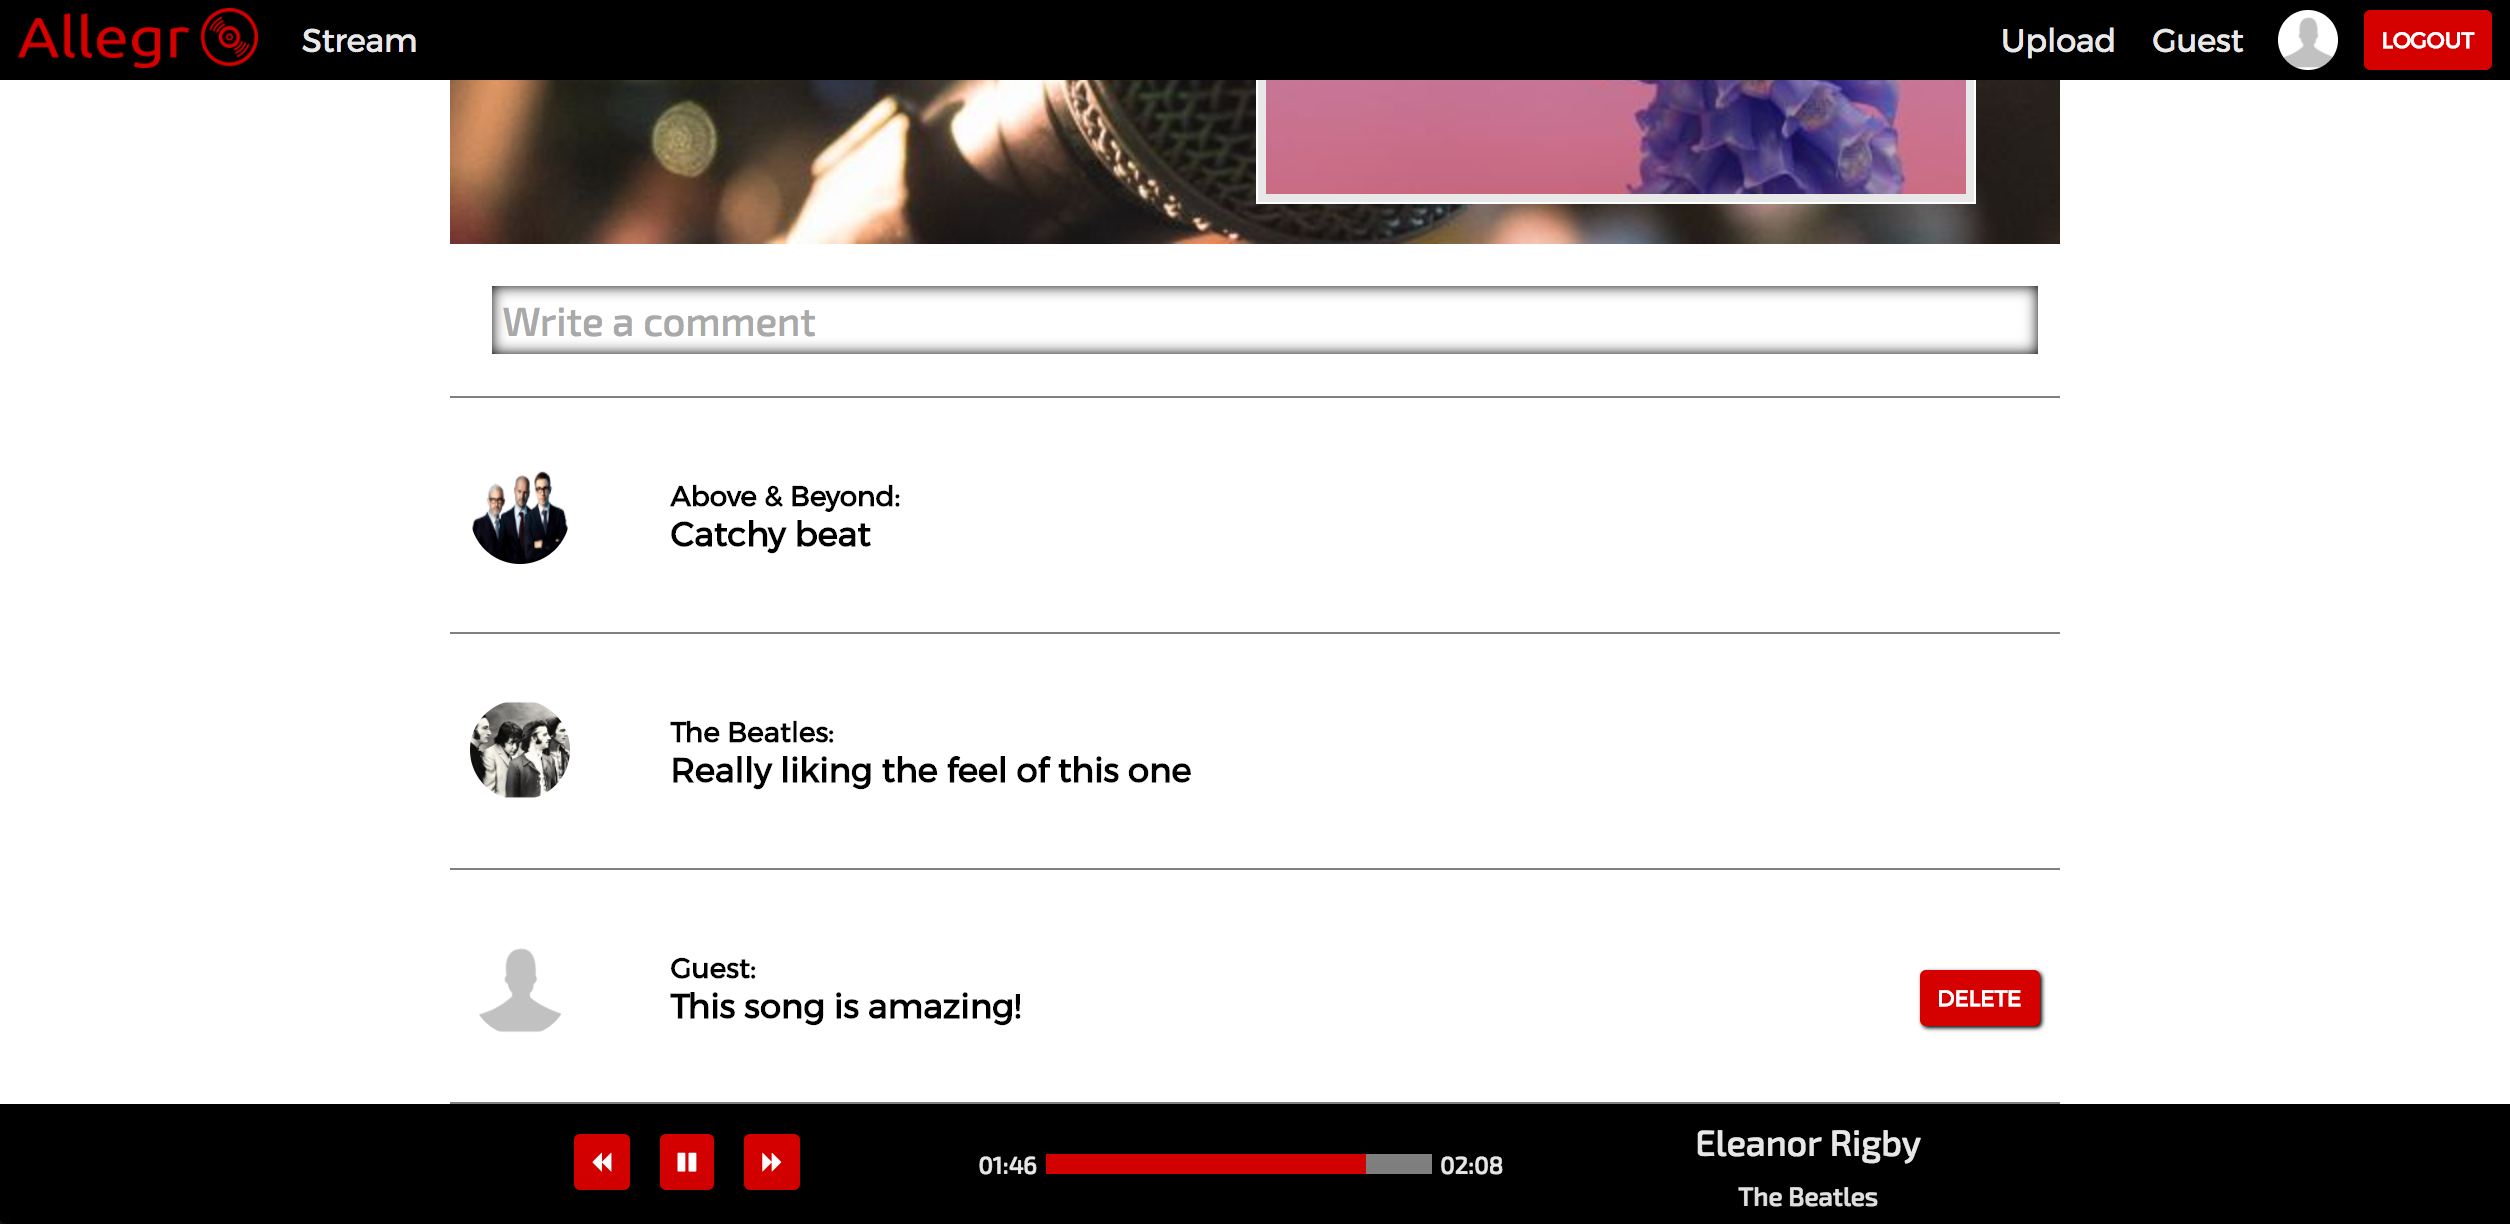 Allegro
Stream
Upload
Guest
LOGOUT
Write a comment
Above & Beyond:
Catchy beat
The Beatles:
Really liking the feel of this one
Guest:
This song is amazing!
DELETE
01:46
02:08
Eleanor Rigby
The Beatles